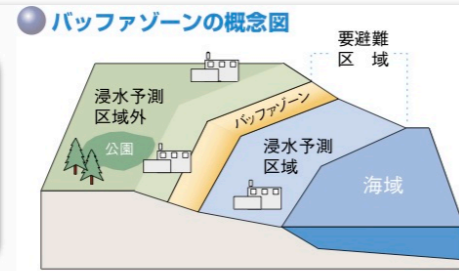 バッファゾーンの概念図
要避難
区 域
浸水予測
区域外
バッファゾーン
公園
浸水予測
区域
海域